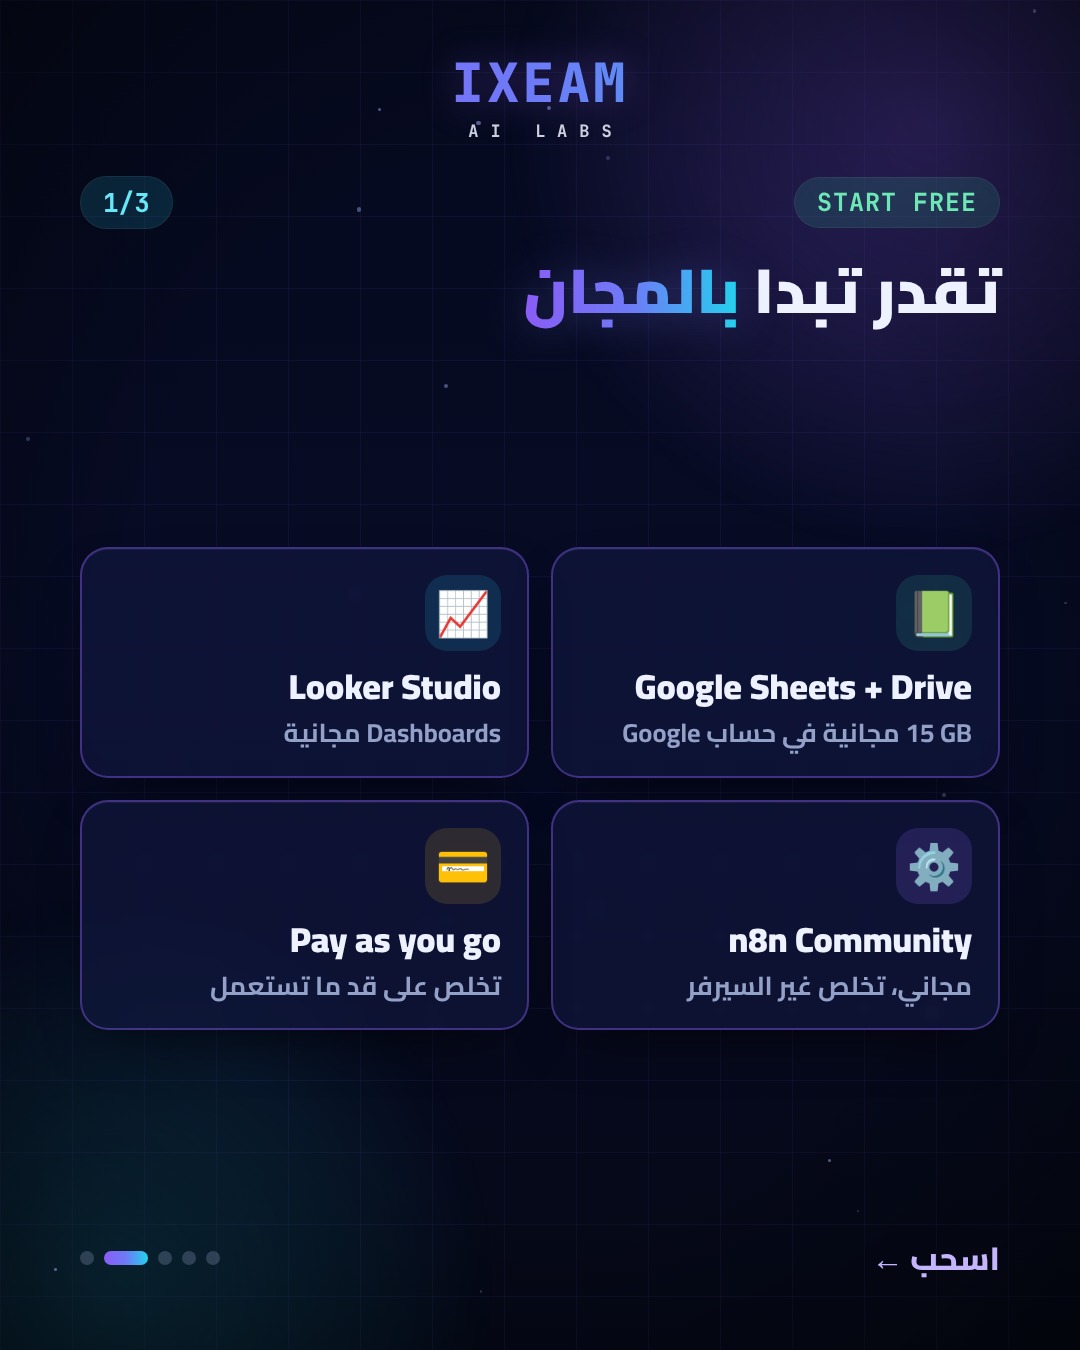 IXEAM
AI LABS
START FREE
1/3
تقدر تبدا بالمجان
Google Sheets + Drive
15 GB مجانية في حساب Google
Looker Studio
Dashboards مجانية
n8n Community
مجاني، تخلص غير السيرفر
Pay as you go
تخلص على قد ما تستعمل
اسحب ←